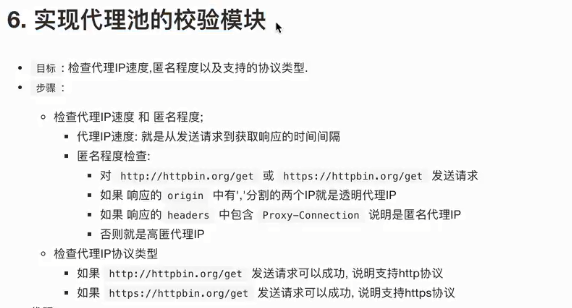 6. 实现代理池的校验模块
目标 : 检查代理IP速度,匿名程度以及支持的协议类型.
步骤 :
检查代理IP速度 和 匿名程度;
代理IP速度: 就是从发送请求到获取响应的时间间隔
匿名程度检查:
对 http://httpbin.org/get 或 https://httpbin.org/get 发送请求
如果 响应的 origin 中有','分割的两个IP就是透明代理IP
如果 响应的 headers 中包含 Proxy-Connection 说明是匿名代理IP
否则就是高匿代理IP
检查代理IP协议类型
如果 http://httpbin.org/get 发送请求可以成功, 说明支持http协议
如果 https://httpbin.org/get 发送请求可以成功, 说明支持https协议